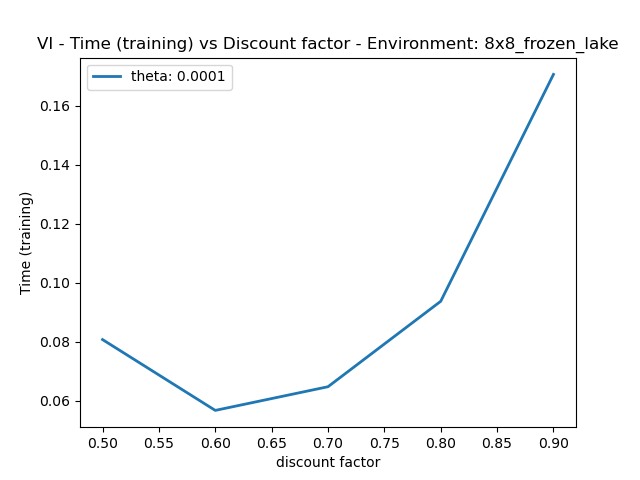 VI - Time (training) vs Discount factor - Environment: 8x8_frozen_lake
theta: 0.0001
0.16
0.14
0.12
0.10
0.08
0.06
Time (training)
0.50 0.55 0.60 0.65 0.70 0.75 0.80 0.85 0.90
discount factor